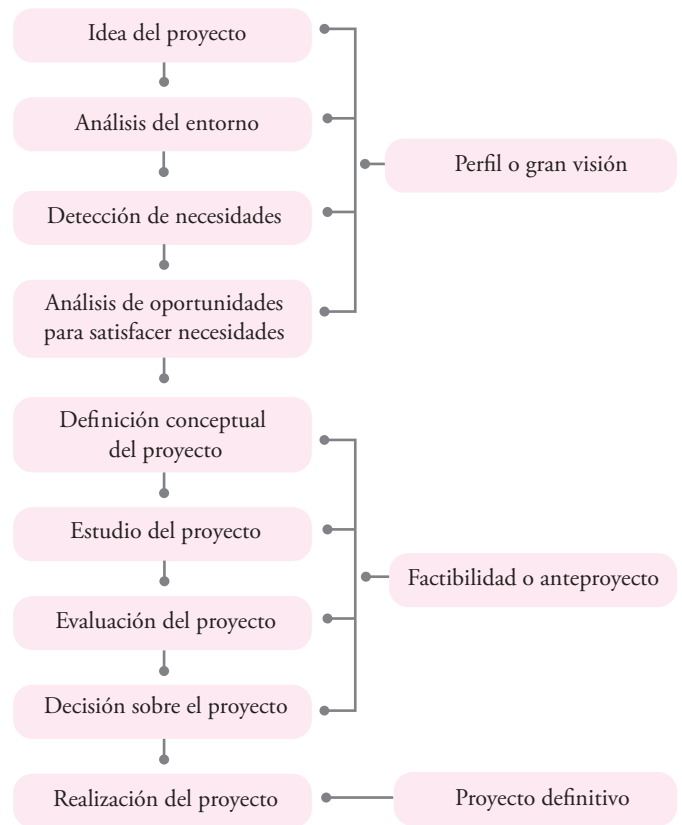 Idea del proyecto
Análisis del entorno
Detección de necesidades
Análisis de oportunidades
para satisfacer necesidades
Perfil o gran visión
Definición conceptual
del proyecto
Estudio del proyecto
Evaluación del proyecto
Decisión sobre el proyecto
Factibilidad o anteproyecto
Realización del proyecto
Proyecto definitivo